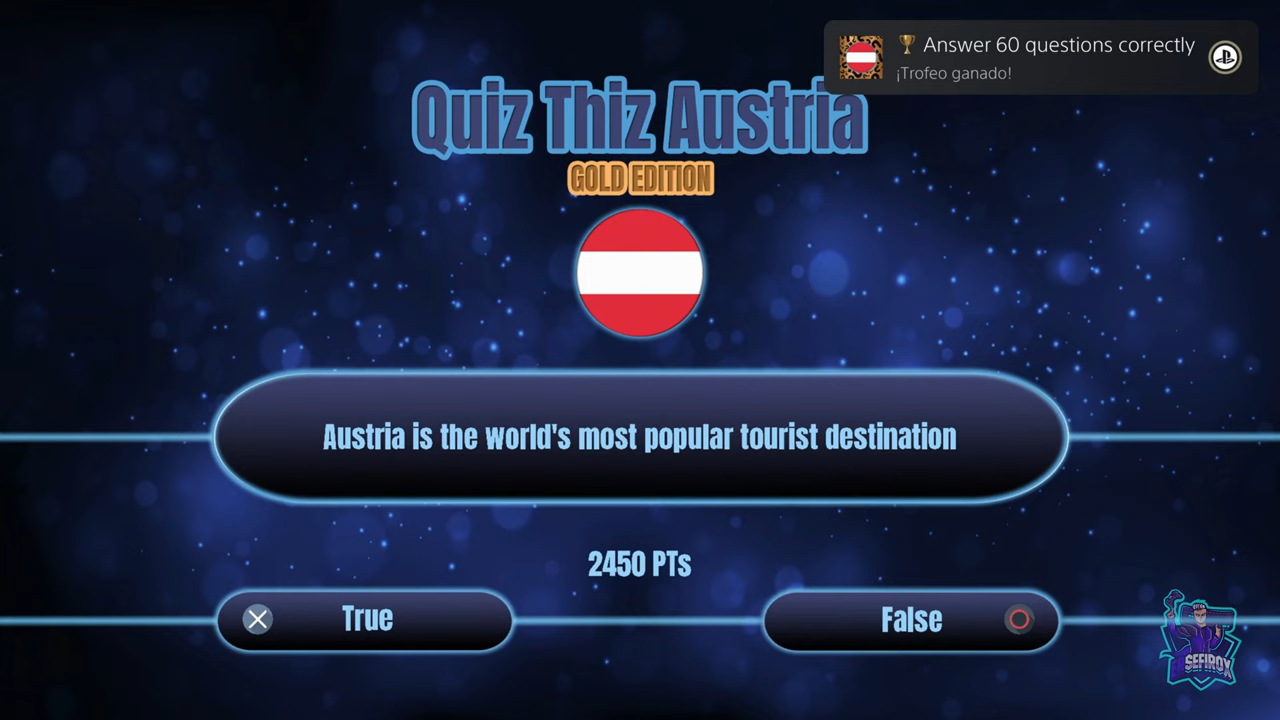 Answer 60 questions correctly
¡Trofeo ganado!
Quiz Thiz Austria
GOLD EDITION
Austria is the world's most popular tourist destination
2450 PTs
True
False
SEFIROX